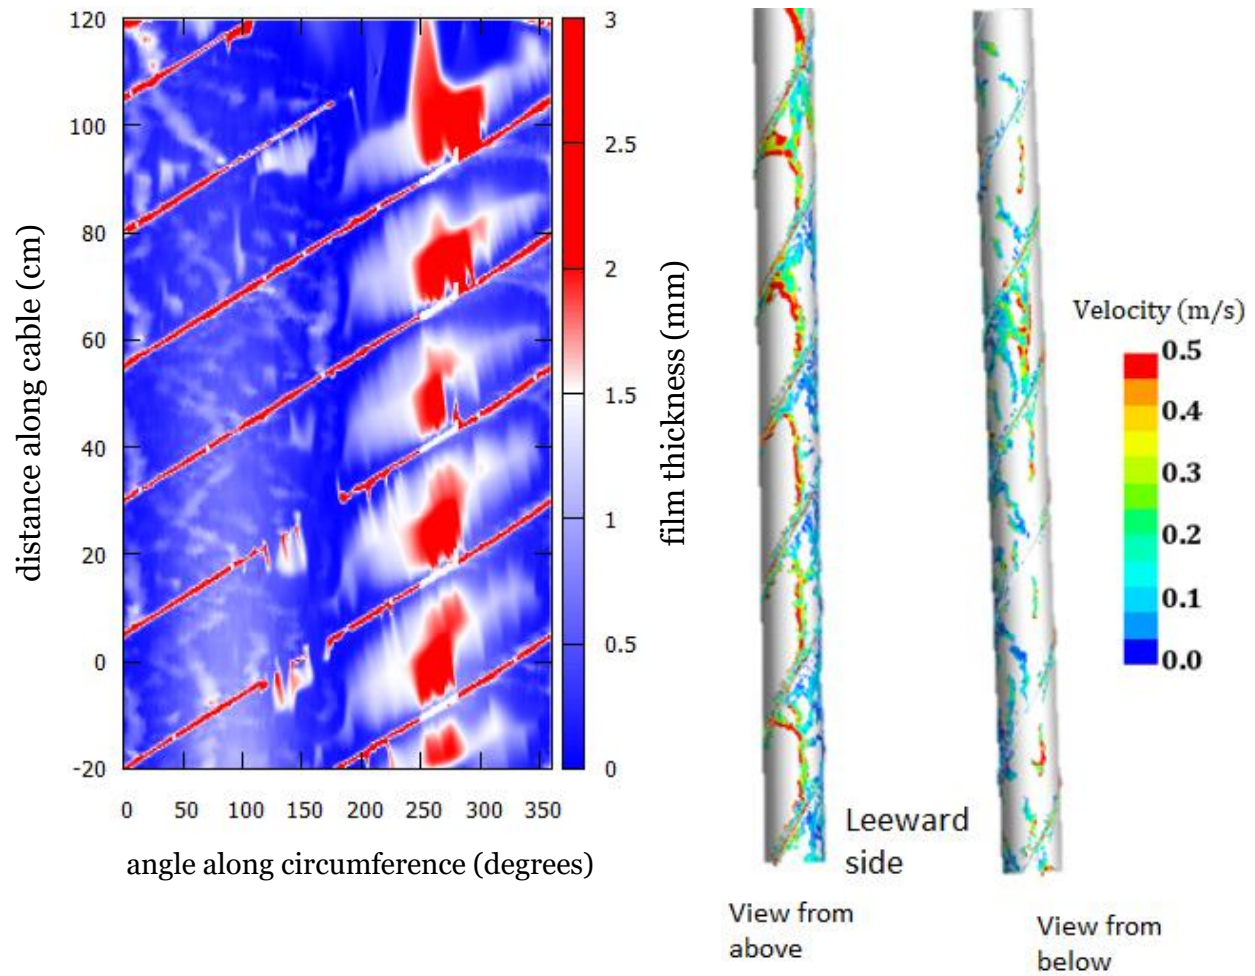 120
100
80
60
40
20
0
-20
distance along cable (cm)
0 50 100 150 200 250 300 350
angle along circumference (degrees)
3
2.5
2
1.5
1
0.5
0
film thickness (mm)
Velocity (m/s)
0.5
0.4
0.3
0.2
0.1
0.0
Leeward
side
View from
above
View from
below